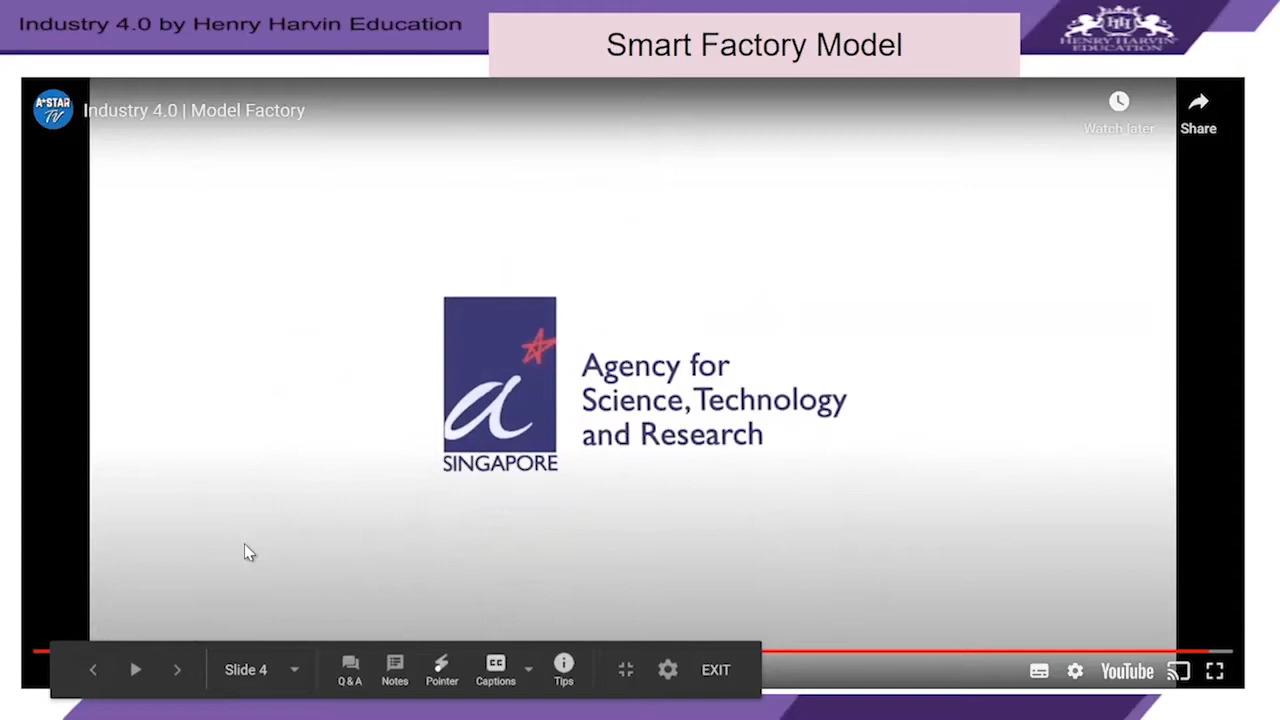 Industry 4.0 by Henry Harvin Education
Smart Factory Model
HH
HENRY HARVIN
EDUCATION
A*STAR
TV
Industry 4.0 | Model Factory
Watch later
Share
a
SINGAPORE
Agency for
Science, Technology
and Research
Slide 4
Q & A
Notes
Pointer
CC
Captions
Tips
EXIT
YouTube